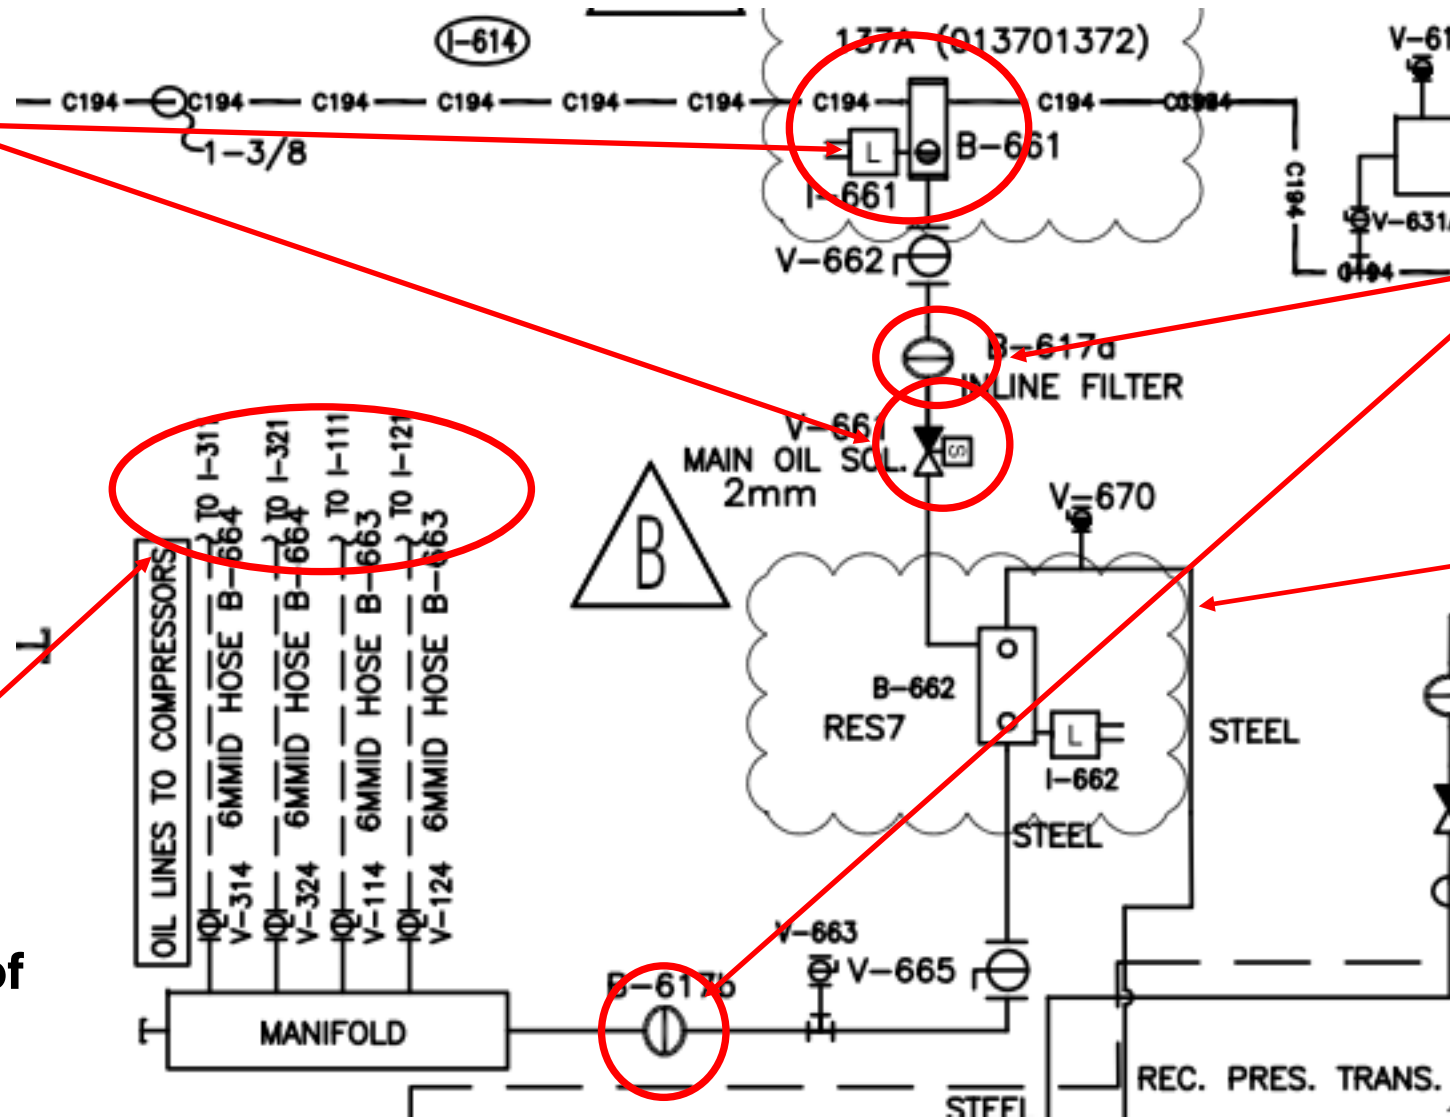 I-614
137A (013701372)
V-61
C194
C194
C194
C194
C194
C194
C194
C194
1-3/8
L
B-661
I-661
C194
V-631
V-662
C194
B-617a
INLINE FILTER
V-661
MAIN OIL SOL.
2mm
S
TO I-311
TO I-321
TO I-111
TO I-121
B
V-670
OIL LINES TO COMPRESSORS
6MMID HOSE B-664
6MMID HOSE B-664
6MMID HOSE B-663
6MMID HOSE B-663
B-662
RES7
L
STEEL
I-662
STEEL
V-314
V-324
V-114
V-124
V-663
of
V-665
B-617b
MANIFOLD
REC. PRES. TRANS.
STEEL